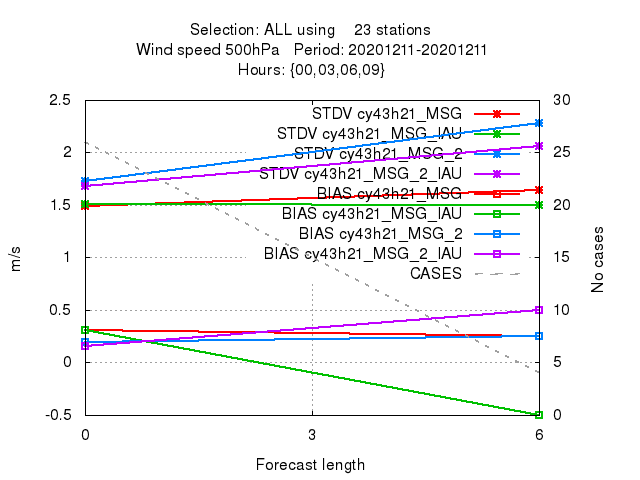 Selection: ALL using 23 stations
Wind speed 500hPa Period: 20201211-20201211
Hours: {00,03,06,09}
2.5 30
STDV cy43h21_MSG
STDV cy43h21_MSG_IAU
2 STDV cy43h21_MSG_2 25
STDV cy43h21_MSG_2_IAU
BIAS cy43h21_MSG
1.5 20
BIAS cy43h21_MSG_IAU
BIAS cy43h21_MSG_2
1 BIAS cy43h21_MSG_2_IAU 15
CASES
m/s
No cases
0.5 10
0 5
-0.5 0
0 3 6
Forecast length